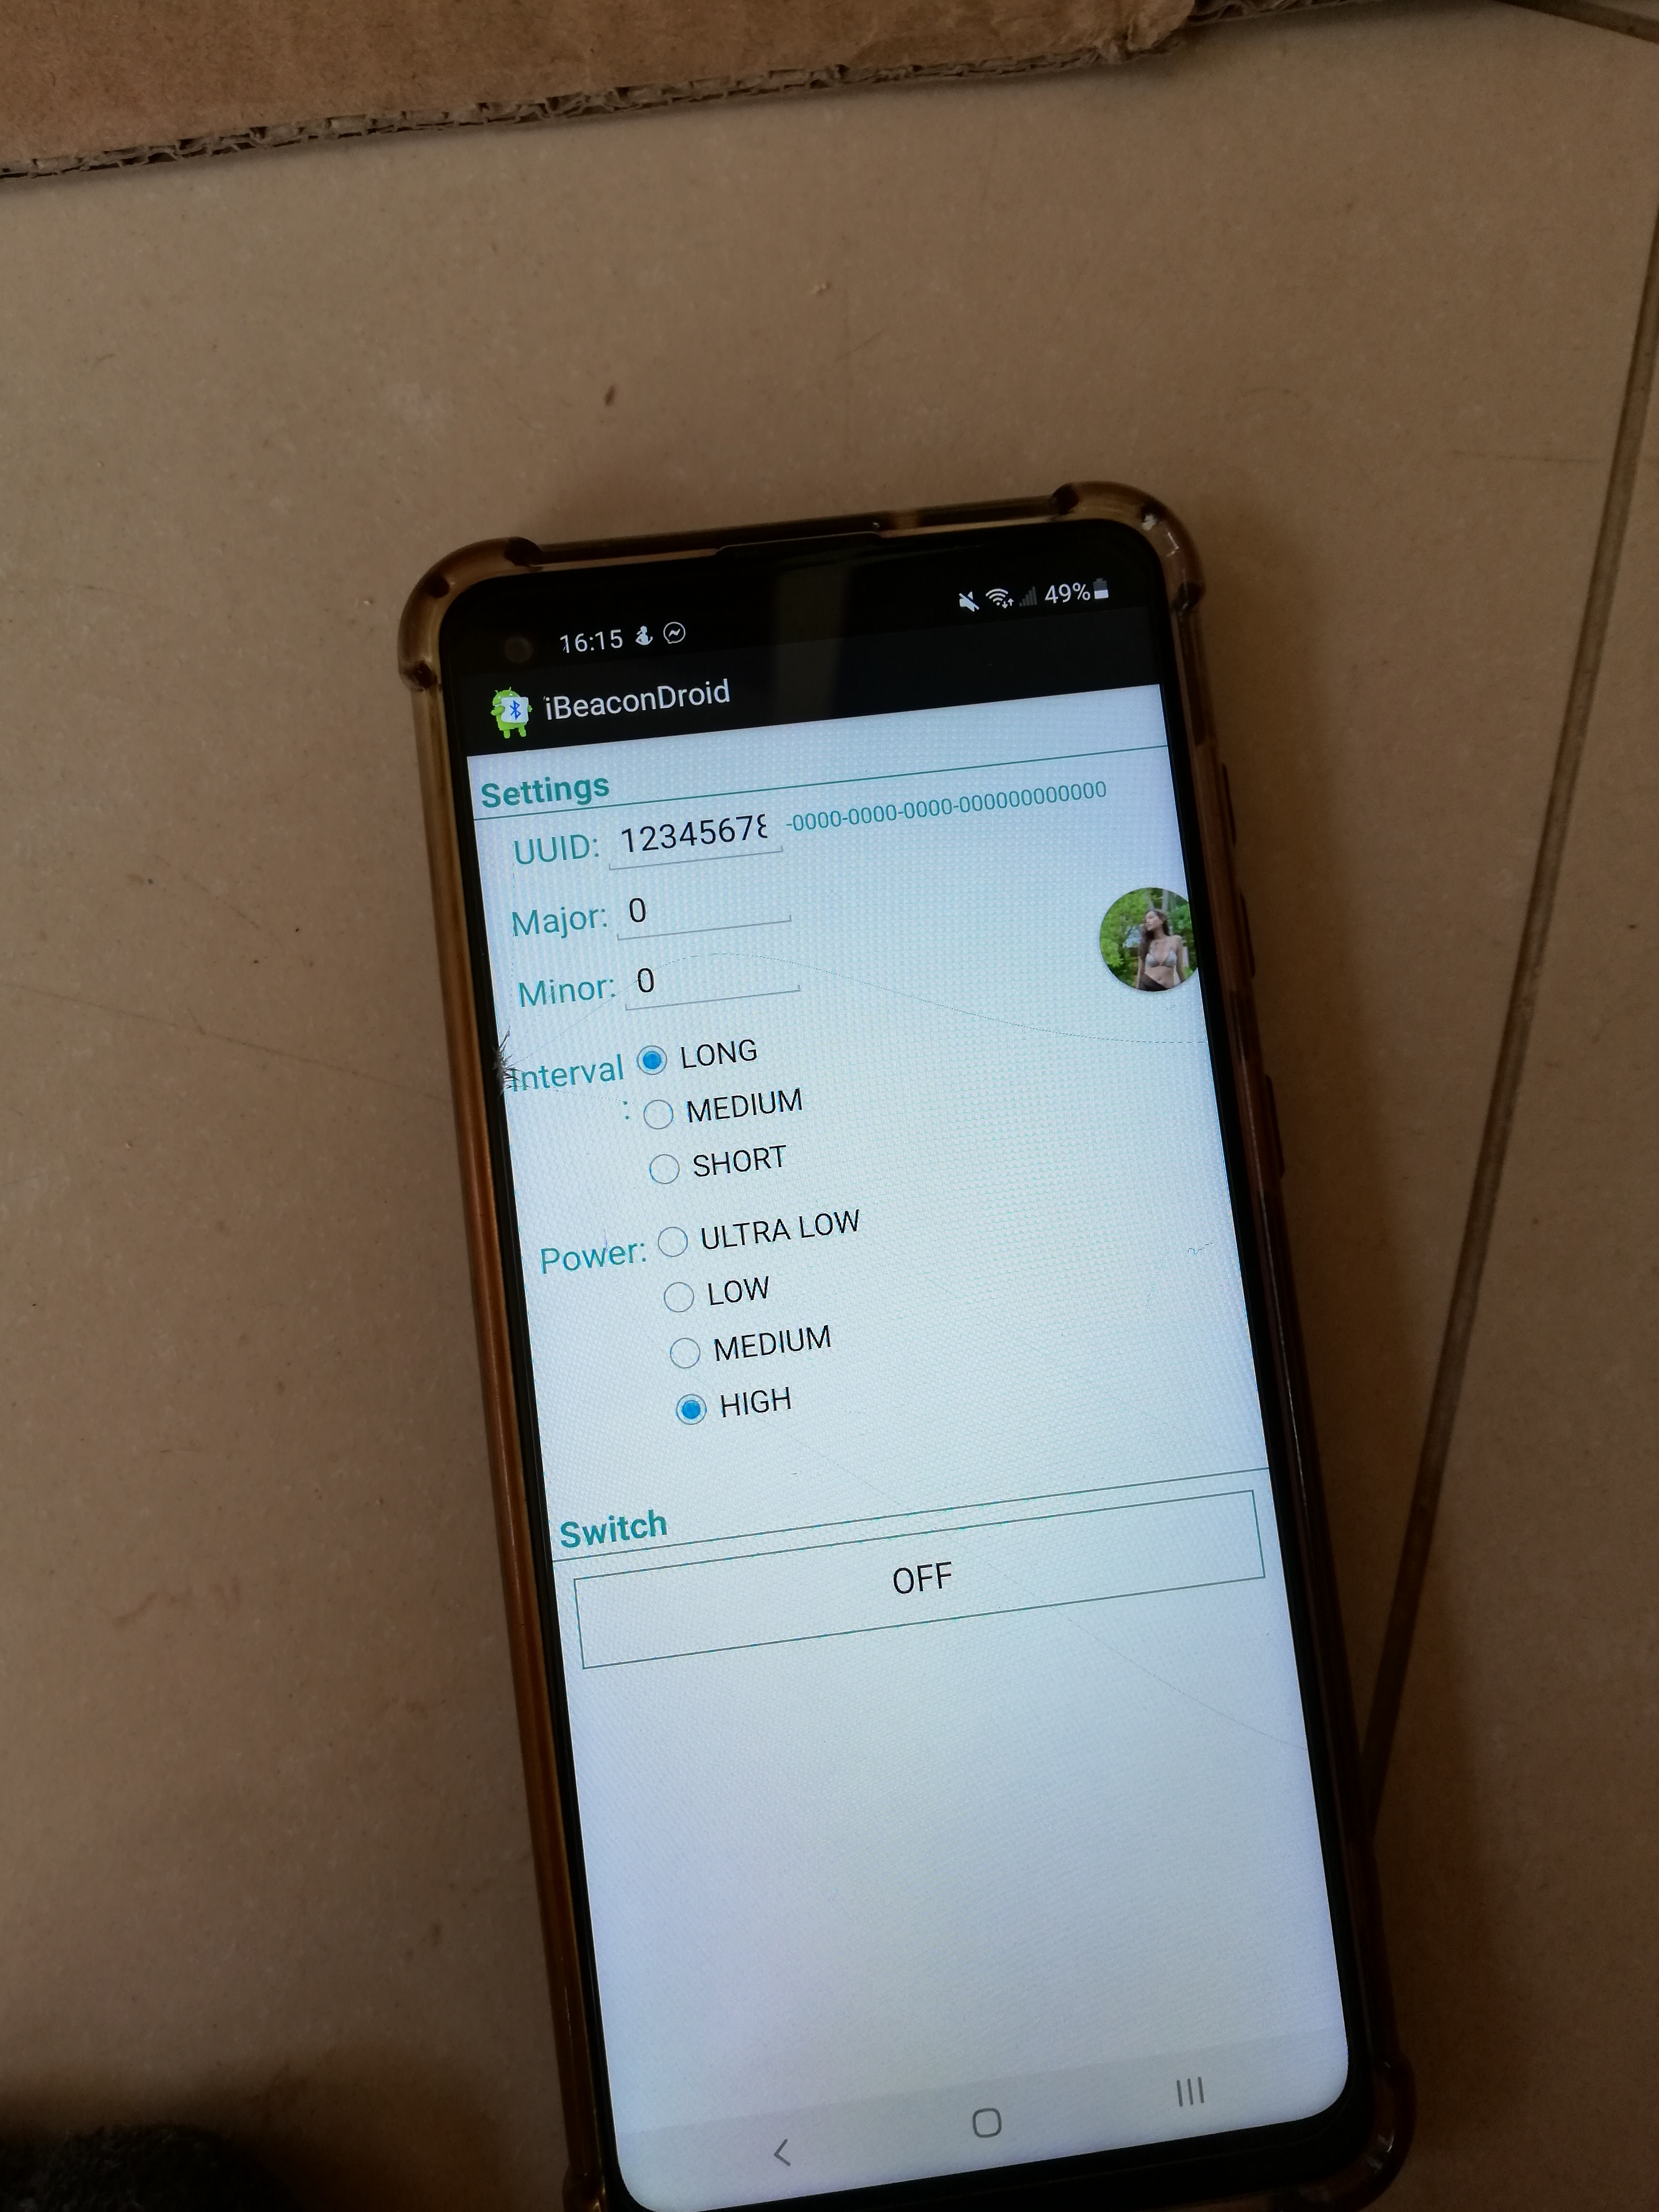 16:15 49%
iBeaconDroid
Settings
UUID: 12345678 -0000-0000-0000-000000000000
Major: 0
Minor: 0
Interval LONG
: MEDIUM
SHORT
Power: ULTRA LOW
LOW
MEDIUM
HIGH
Switch
OFF